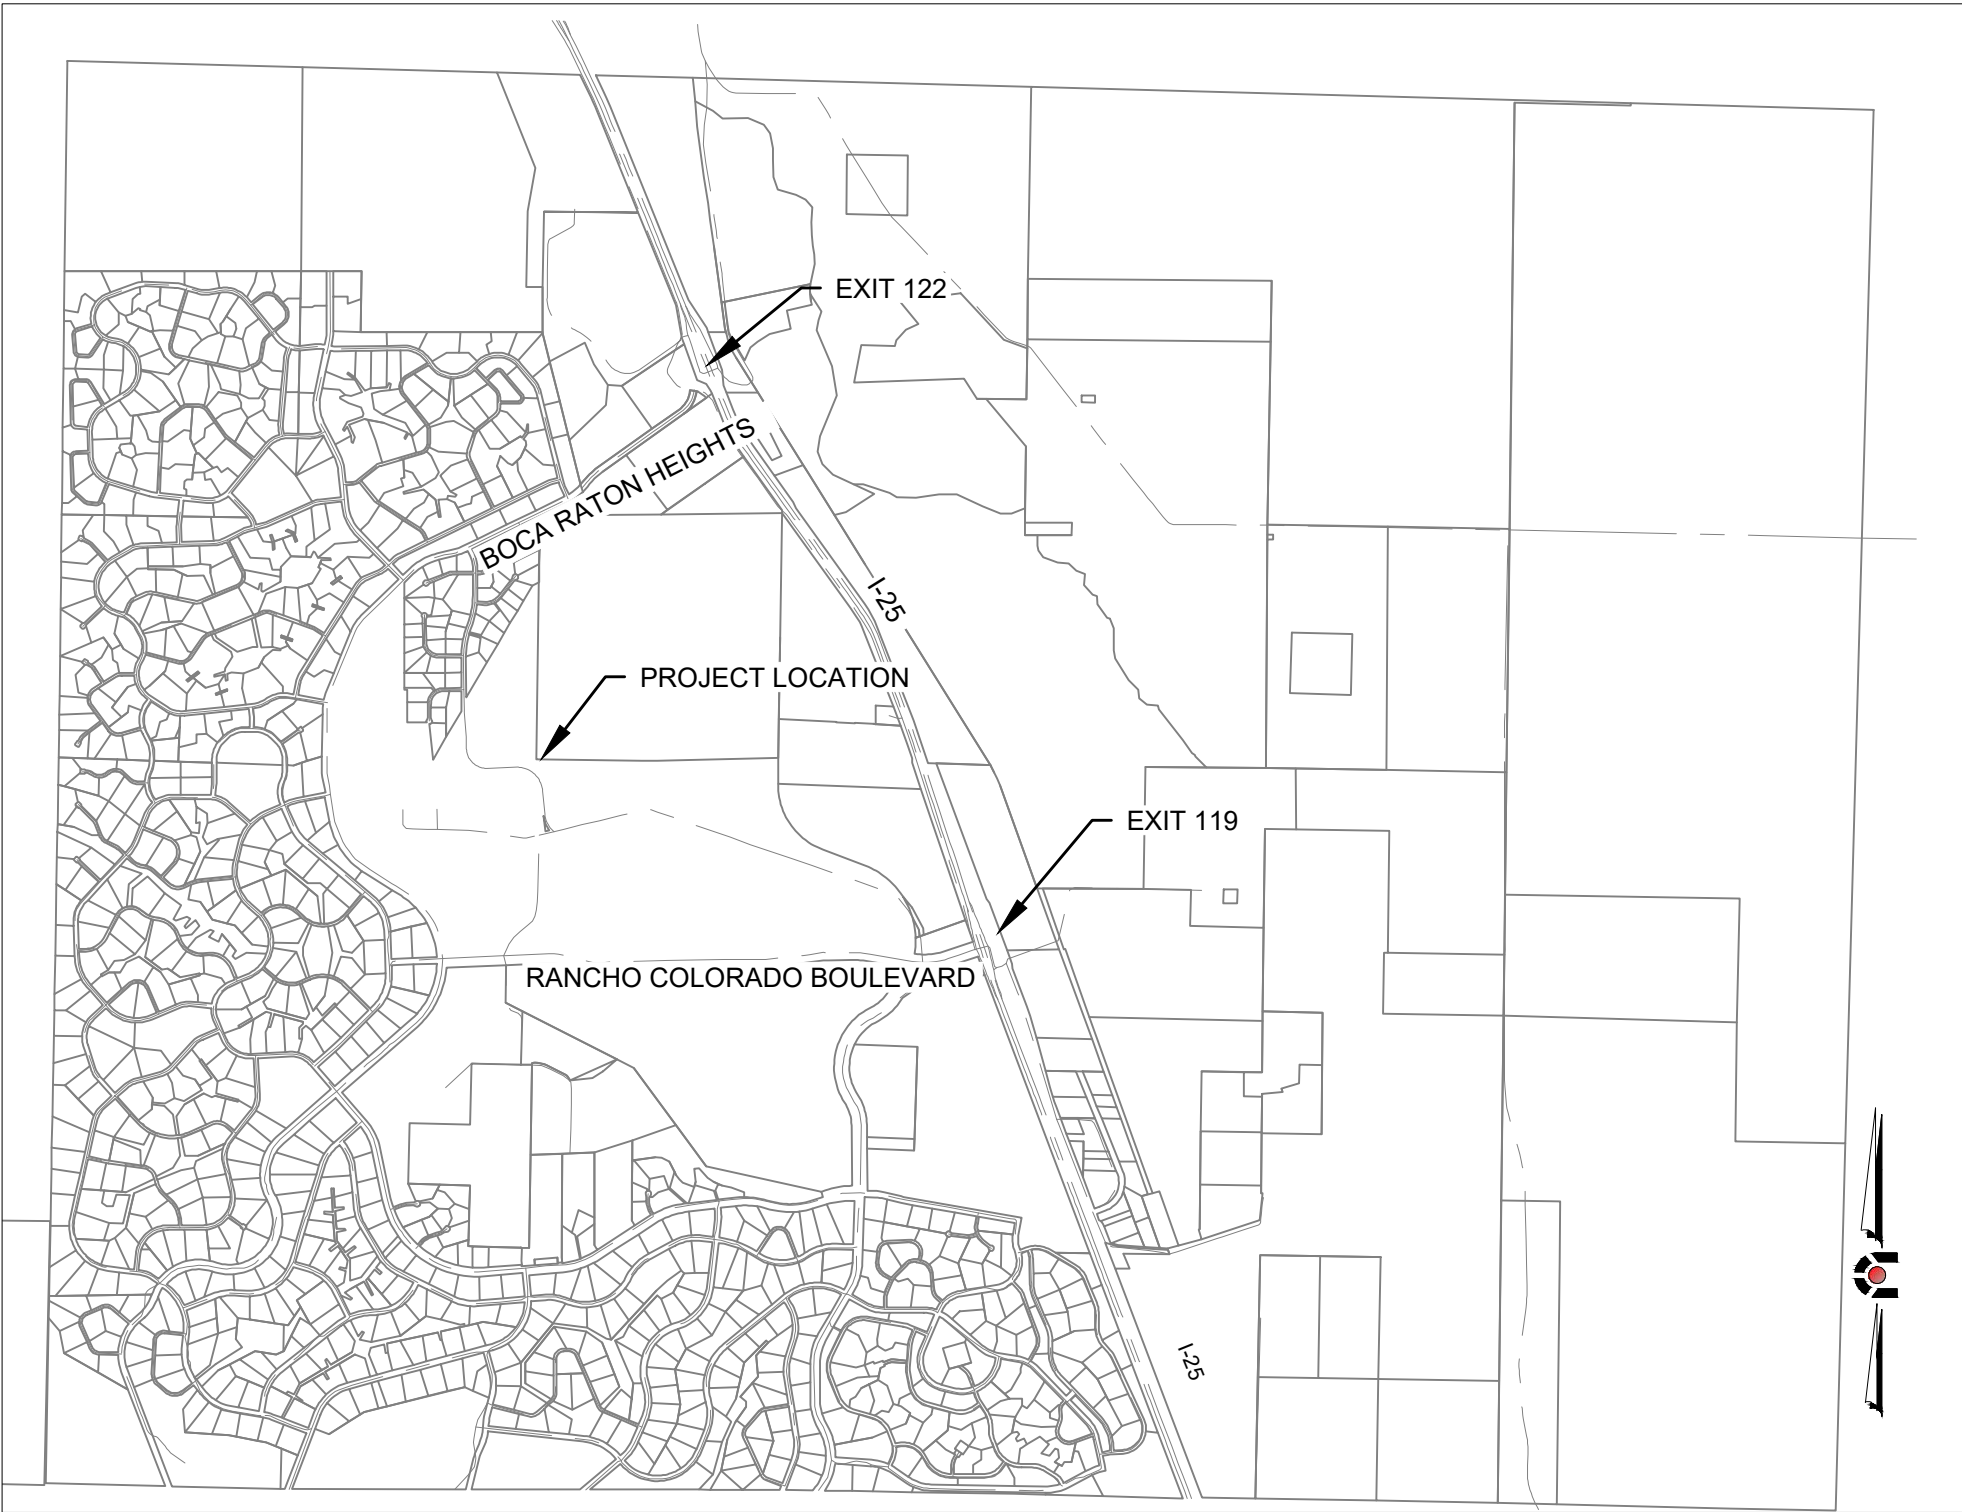 EXIT 122
BOCA RATON HEIGHTS
I-25
PROJECT LOCATION
EXIT 119
RANCHO COLORADO BOULEVARD
I-25